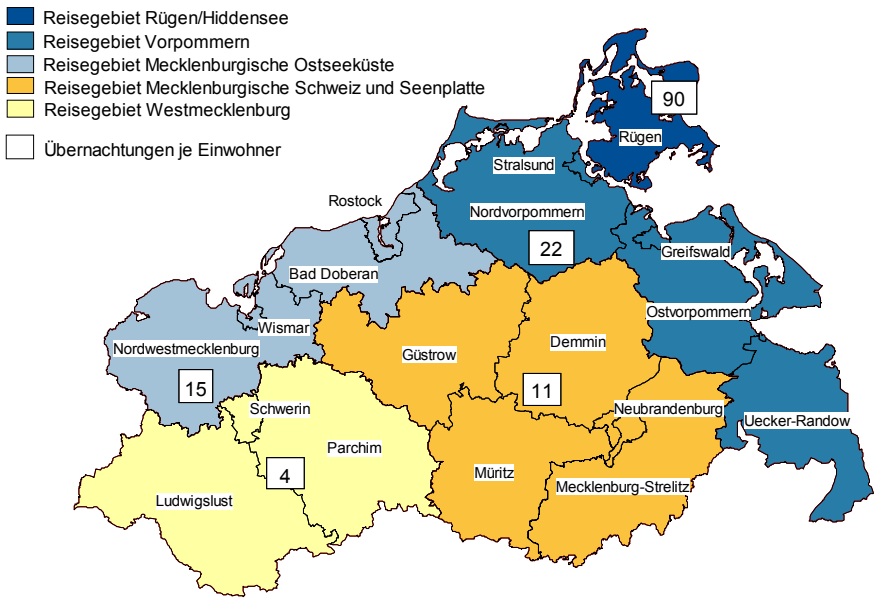 Reisegebiet Rügen/Hiddensee
Reisegebiet Vorpommern
Reisegebiet Mecklenburgische Ostseeküste
Reisegebiet Mecklenburgische Schweiz und Seenplatte
Reisegebiet Westmecklenburg
Übernachtungen je Einwohner
90
Rügen
Stralsund
Rostock
Nordvorpommern
22
Greifswald
Bad Doberan
Ostvorpommern
Wismar
Nordwestmecklenburg
Güstrow
Demmin
15
11
Schwerin
Neubrandenburg
Uecker-Randow
Parchim
4
Müritz
Mecklenburg-Strelitz
Ludwigslust